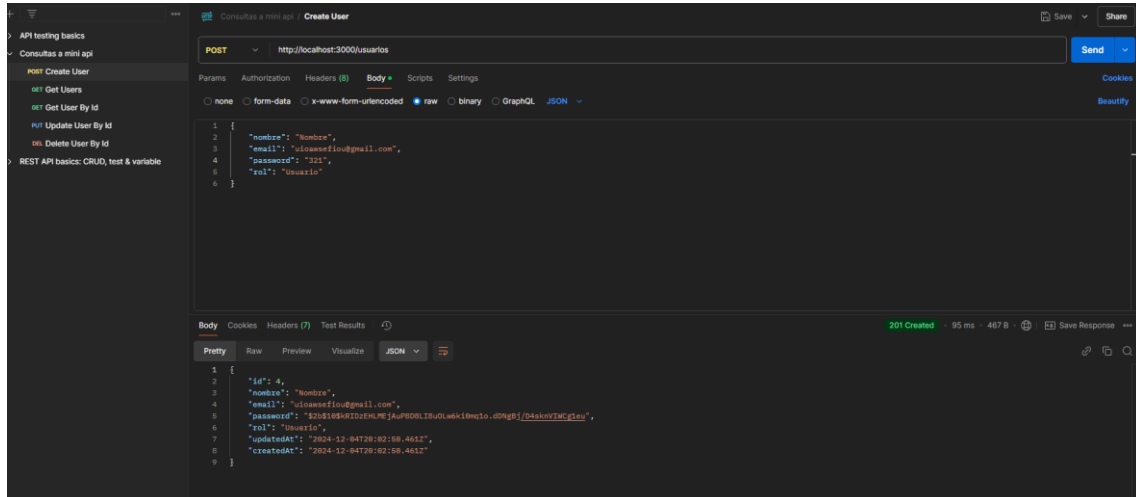 Consultas a mini api / Create User
Save
Share
API testing basics
Consultas a mini api
POST Create User
GET Get Users
GET Get User By Id
PUT Update User By Id
DEL Delete User By Id
REST API basics: CRUD, test & variable
POST http://localhost:3000/usuarios
Send
Params Authorization Headers (8) Body Scripts Settings
Cookies
none form-data x-www-form-urlencoded raw binary GraphQL JSON
Beautify
1 {
2 "nombre": "Nombre",
3 "email": "uioawsefiou@gmail.com",
4 "password": "321",
5 "rol": "Usuario"
6 }
Body Cookies Headers (7) Test Results
201 Created 95 ms 467 B Save Response
Pretty Raw Preview Visualize JSON
1 {
2 "id": 4,
3 "nombre": "Nombre",
4 "email": "uioawsefiou@gmail.com",
5 "password":
6 "rol": "Usuario",
7 "updatedAt": "2024-12-04T20:02:50.461Z",
8 "createdAt": "2024-12-04T20:02:50.461Z"
9 }